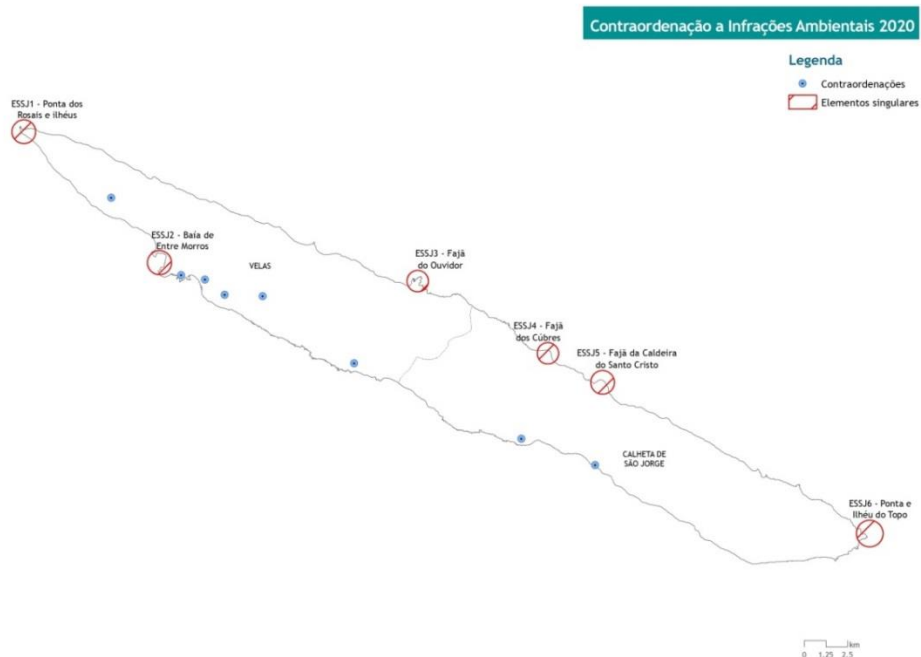 Contraordenação a Infrações Ambientais 2020
Legenda
Contraordenações
Elementos singulares
ESSJ1 - Ponta dos
Rosais e ilhéus
ESSJ2 - Baía de
Entre Morros
VELAS
ESSJ3 - Fajã
do Ouvidor
ESSJ4 - Fajã
dos Cúbres
ESSJ5 - Fajã da Caldeira
do Santo Cristo
CALHETA DE
SÃO JORGE
ESSJ6 - Ponta e
Ilhéu do Topo
km
0 1.25 2.5